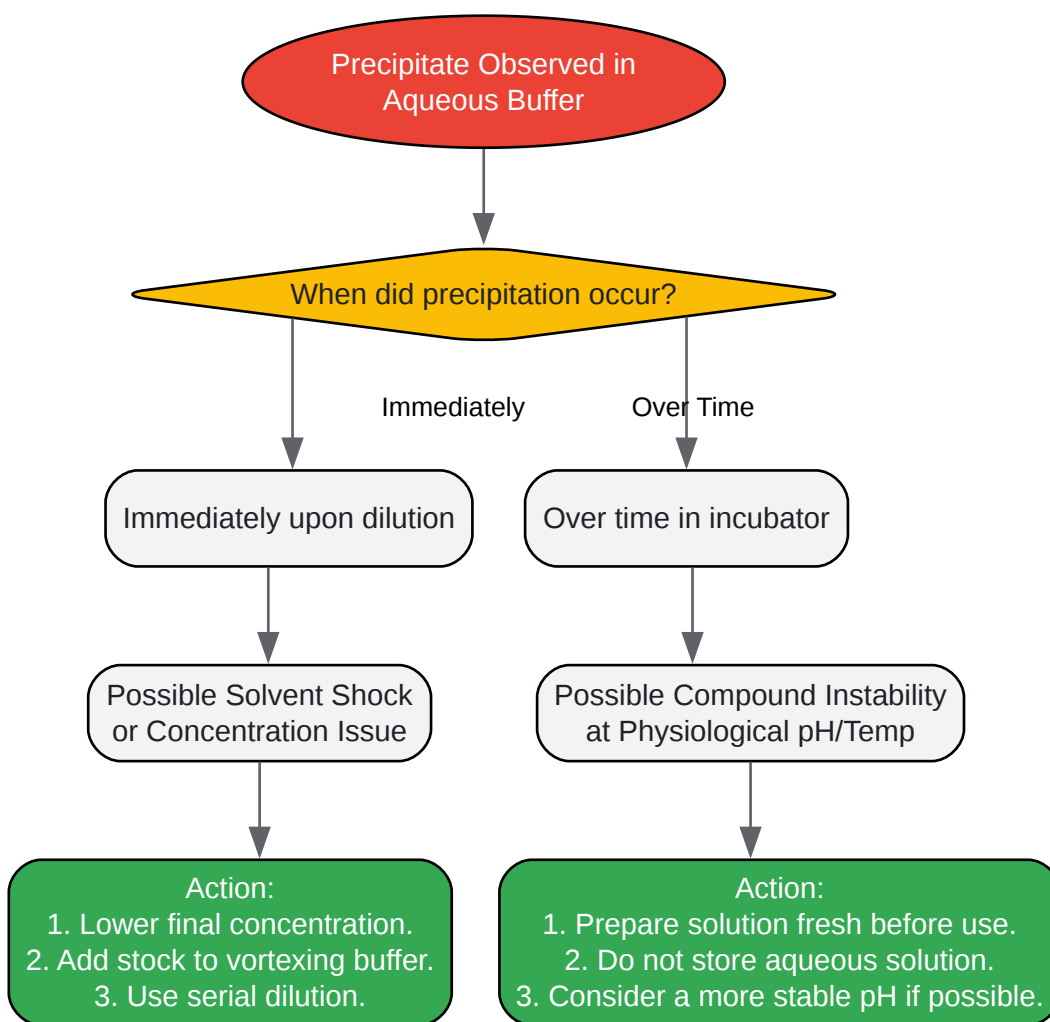 Precipitate Observed in
Aqueous Buffer
When did precipitation occur?
Immediately
Over Time
Immediately upon dilution
Over time in incubator
Possible Solvent Shock
or Concentration Issue
Possible Compound Instability
at Physiological pH/Temp
Action:
1. Lower final concentration.
2. Add stock to vortexing buffer.
3. Use serial dilution.
Action:
1. Prepare solution fresh before use.
2. Do not store aqueous solution.
3. Consider a more stable pH if possible.